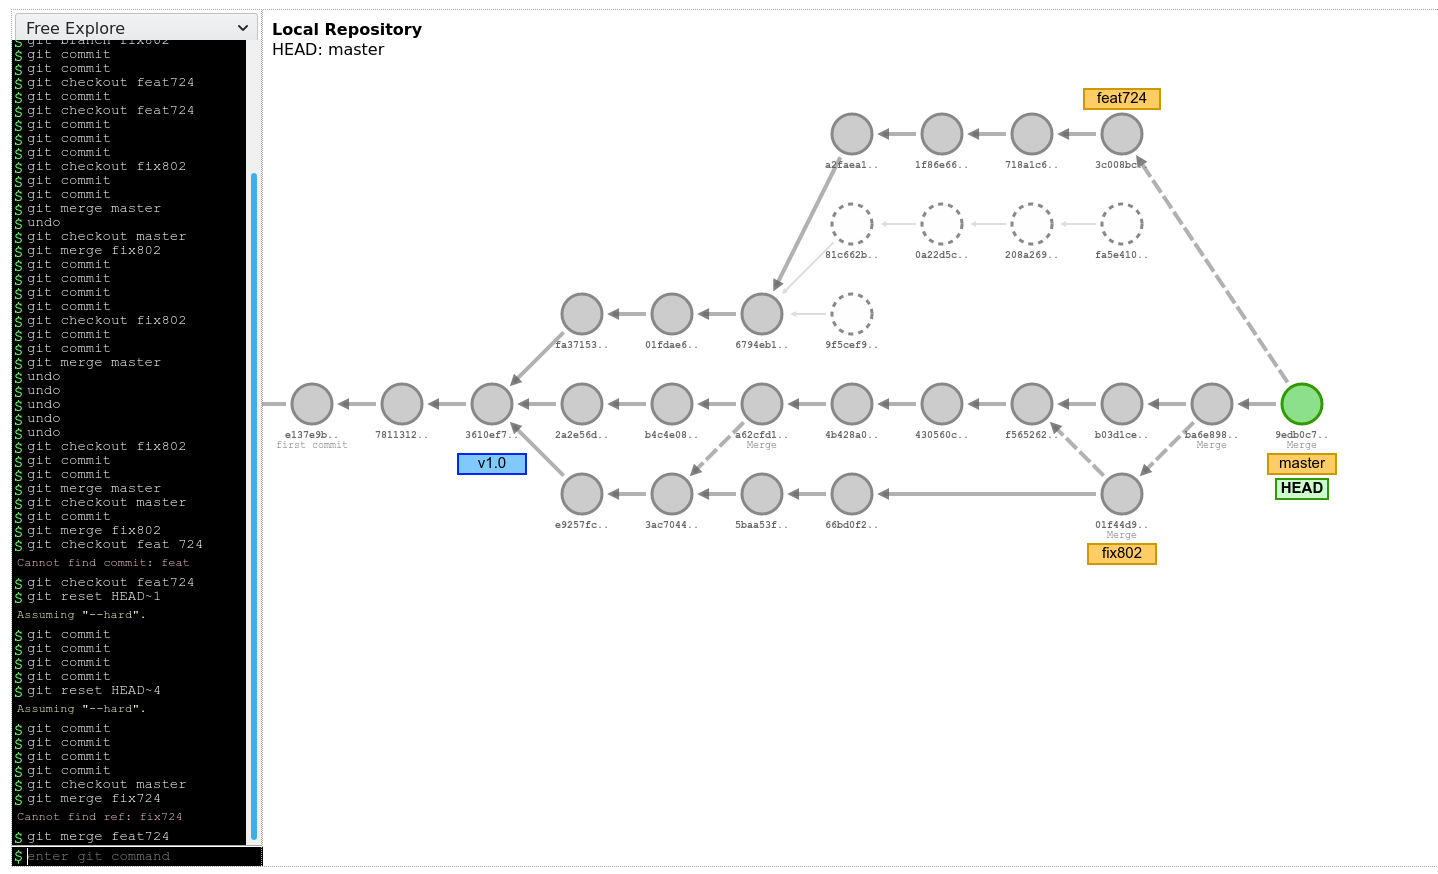 Free Explore
$ git branch fix802
$ git commit
$ git commit
$ git checkout feat724
$ git commit
$ git checkout feat724
$ git commit
$ git commit
$ git commit
$ git checkout fix802
$ git commit
$ git commit
$ git merge master
$ undo
$ git checkout master
$ git merge fix802
$ git commit
$ git commit
$ git commit
$ git commit
$ git checkout fix802
$ git commit
$ git commit
$ git merge master
$ undo
$ undo
$ undo
$ undo
$ undo
$ git checkout fix802
$ git commit
$ git commit
$ git merge master
$ git checkout master
$ git commit
$ git merge fix802
$ git checkout feat 724
Cannot find commit: feat
$ git checkout feat724
$ git reset HEAD~1
Assuming "--hard".
$ git commit
$ git commit
$ git commit
$ git commit
$ git reset HEAD~4
Assuming "--hard".
$ git commit
$ git commit
$ git commit
$ git commit
$ git checkout master
$ git merge fix724
Cannot find ref: fix724
$ git merge feat724
$ enter git command
Local Repository
HEAD: master
feat724
a2faea1.. 1f86e66.. 718a1c6.. 3c008bc..
81c662b.. 0a22d5c.. 208a269.. fa5e410..
fa37153.. 01fdae6.. 6794eb1.. 9f5cef9..
e137e9b.. 7811312.. 3610ef7.. 2a2e56d.. b4c4e08.. a62cfd1.. 4b428a0.. 430560c.. f565262.. b03d1ce.. ba6e898.. 9edb0c7..
first commit Merge Merge Merge
v1.0 master
HEAD
e9257fc.. 3ac7044.. 5baa53f.. 66bd0f2.. 01f44d9..
Merge
fix802